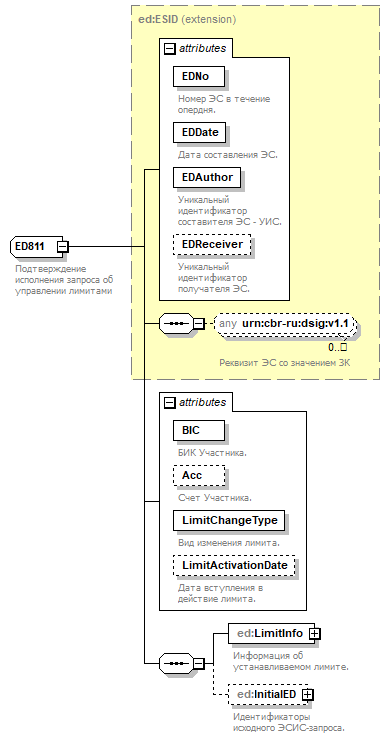 ed:ESID (extension)
attributes
EDNo
Номер ЭС в течение
опердня.
EDDate
Дата составления ЭС.
EDAuthor
Уникальный
идентификатор
составителя ЭС - УИС.
EDReceiver
Уникальный
идентификатор
получателя ЭС.
ED811
Подтверждение
исполнения запроса об
управлении лимитами
any urn:cbr-ru:dsig:v1.1
0..
Реквизит ЭС со значением ЗК
attributes
BIC
БИК Участника.
Acc
Счет Участника.
LimitChangeType
Вид изменения лимита.
LimitActivationDate
Дата вступления в
действие лимита.
ed:LimitInfo
Информация об
устанавливаемом лимите.
ed:InitialED
Идентификаторы
исходного ЭСИС-запроса.